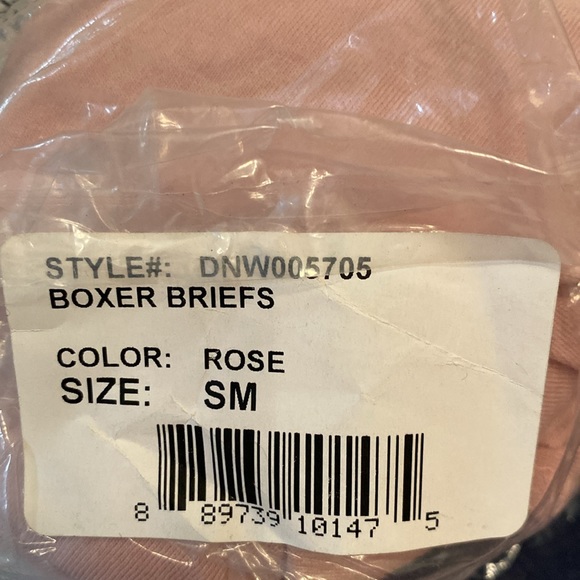 STYLE#: DNW005705
BOXER BRIEFS
COLOR: ROSE
SIZE: SM
8 89739 10147 5